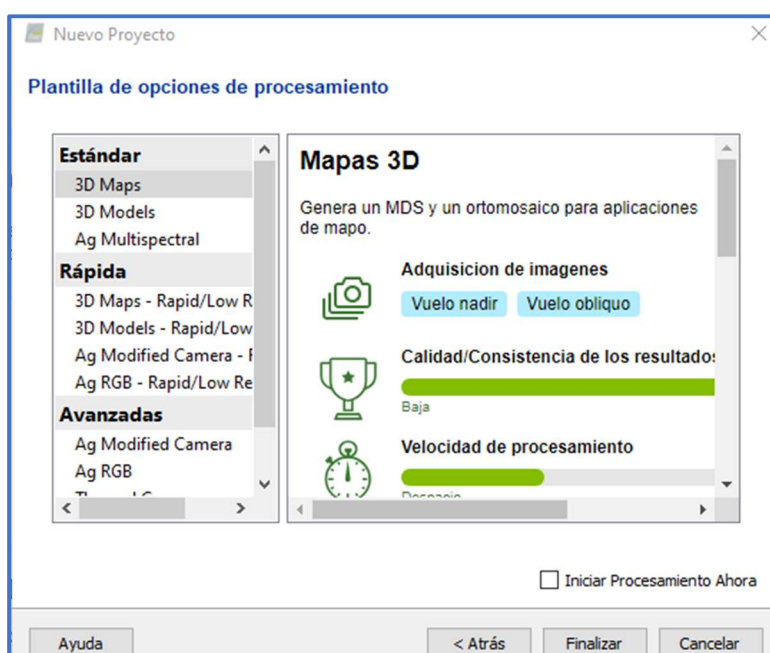 Nuevo Proyecto
Plantilla de opciones de procesamiento
Estándar
3D Maps
3D Models
Ag Multispectral
Rápida
3D Maps - Rapid/Low R
3D Models - Rapid/Low
Ag Modified Camera -
Ag RGB - Rapid/Low Re
Avanzadas
Ag Modified Camera
Ag RGB
Mapas 3D
Genera un MDS y un ortomosaico para aplicaciones
de mapo.
Adquisicion de imagenes
Vuelo nadir Vuelo obliquo
Calidad/Consistencia de los resultados
Baja
Velocidad de procesamiento
Despacio
Iniciar Procesamiento Ahora
Ayuda
< Atrás
Finalizar
Cancelar